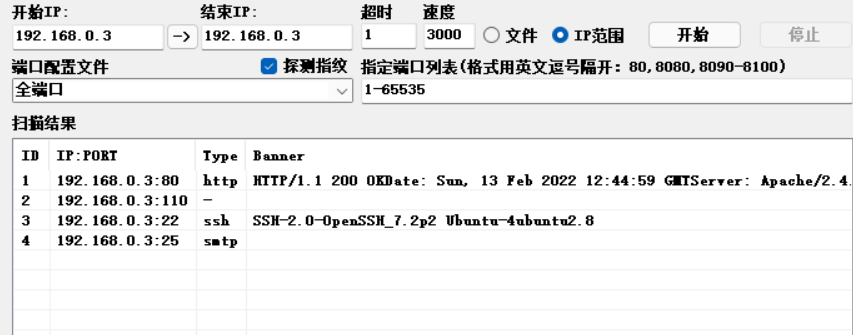 开始IP: 结束IP: 超时 速度
192.168.0.3 -> 192.168.0.3 1 3000 文件 IP范围 开始 停止
端口配置文件 探测指纹 指定端口列表(格式用英文逗号隔开: 80,8080,8090-8100)
全端口 1-65535
扫描结果
ID IP:PORT Type Banner
1 192.168.0.3:80 http HTTP/1.1 200 OKDate: Sun, 13 Feb 2022 12:44:59 GMTServer: Apache/2.4.
2 192.168.0.3:110 -
3 192.168.0.3:22 ssh SSH-2.0-OpenSSH_7.2p2 Ubuntu-4ubuntu2.8
4 192.168.0.3:25 smtp